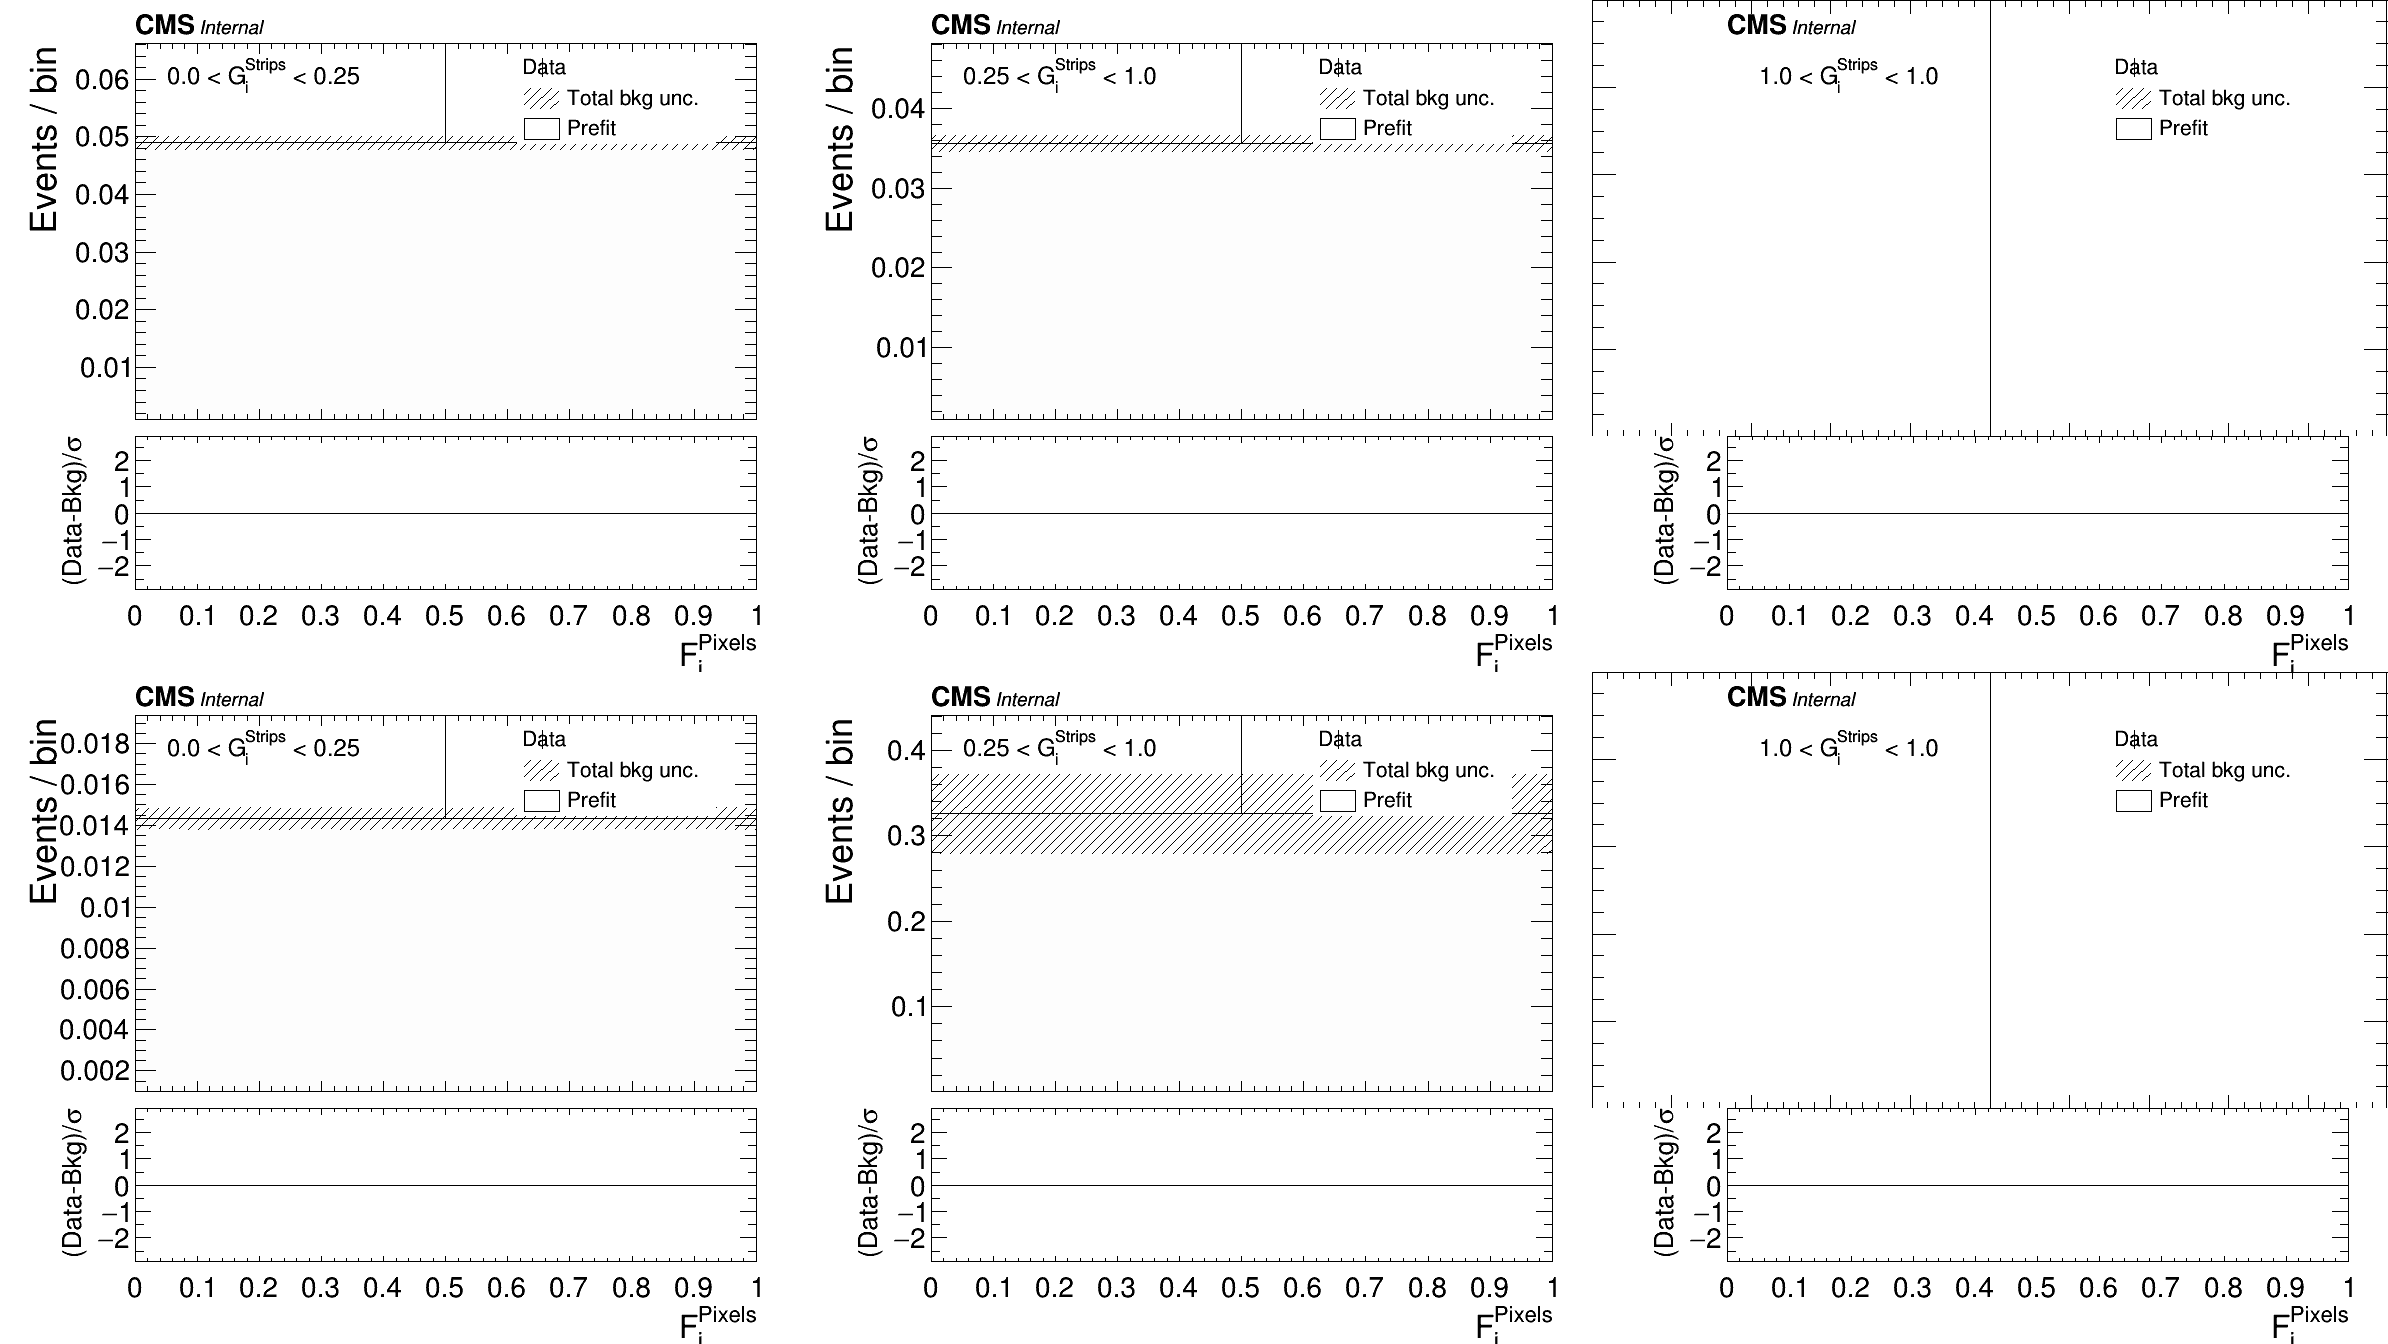 CMS Internal
Events / bin
0.0 < G_i^Strips < 0.25
Data
Total bkg unc.
Prefit
0.06
0.05
0.04
0.03
0.02
0.01
(Data-Bkg)/σ
2
1
0
−1
−2
0 0.1 0.2 0.3 0.4 0.5 0.6 0.7 0.8 0.9 1
F_i^Pixels
CMS Internal
Events / bin
0.25 < G_i^Strips < 1.0
Data
Total bkg unc.
Prefit
0.04
0.03
0.02
0.01
(Data-Bkg)/σ
2
1
0
−1
−2
0 0.1 0.2 0.3 0.4 0.5 0.6 0.7 0.8 0.9 1
F_i^Pixels
CMS Internal
1.0 < G_i^Strips < 1.0
Data
Total bkg unc.
Prefit
(Data-Bkg)/σ
2
1
0
−1
−2
0 0.1 0.2 0.3 0.4 0.5 0.6 0.7 0.8 0.9 1
F_i^Pixels
CMS Internal
Events / bin
0.0 < G_i^Strips < 0.25
Data
Total bkg unc.
Prefit
0.018
0.016
0.014
0.012
0.01
0.008
0.006
0.004
0.002
(Data-Bkg)/σ
2
1
0
−1
−2
0 0.1 0.2 0.3 0.4 0.5 0.6 0.7 0.8 0.9 1
F_i^Pixels
CMS Internal
Events / bin
0.25 < G_i^Strips < 1.0
Data
Total bkg unc.
Prefit
0.4
0.3
0.2
0.1
(Data-Bkg)/σ
2
1
0
−1
−2
0 0.1 0.2 0.3 0.4 0.5 0.6 0.7 0.8 0.9 1
F_i^Pixels
CMS Internal
1.0 < G_i^Strips < 1.0
Data
Total bkg unc.
Prefit
(Data-Bkg)/σ
2
1
0
−1
−2
0 0.1 0.2 0.3 0.4 0.5 0.6 0.7 0.8 0.9 1
F_i^Pixels